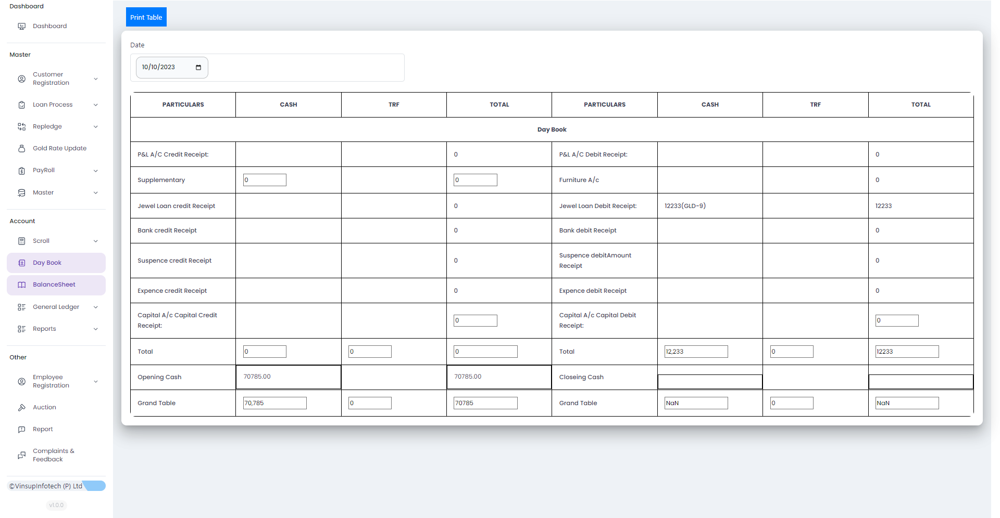 Dashboard
Dashboard
Master
Customer
Registration
Loan Process
Repledge
Gold Rate Update
PayRoll
Master
Account
Scroll
Day Book
BalanceSheet
General Ledger
Reports
Other
Employee
Registration
Auction
Report
Complaints &
Feedback
©VinsupInfotech (P) Ltd
v1.0.0
Print Table
Date
10/10/2023
PARTICULARS CASH TRF TOTAL PARTICULARS CASH TRF TOTAL
Day Book
P&L A/C Credit Receipt: 0 P&L A/C Debit Receipt: 0
Supplementary 0 0 Furniture A/c 0
Jewel Loan credit Receipt 0 Jewel Loan Debit Receipt: 12233(GLD-9) 12233
Bank credit Receipt 0 Bank debit Receipt 0
Suspence credit Receipt 0 Suspence debitAmount
Receipt 0
Expence credit Receipt 0 Expence debit Receipt 0
Capital A/c Capital Credit
Receipt: 0 Capital A/c Capital Debit
Receipt: 0
Total 0 0 0 Total 12,233 0 12233
Opening Cash 70785.00 70785.00 Closeing Cash
Grand Table 70,785 0 70785 Grand Table NaN 0 NaN